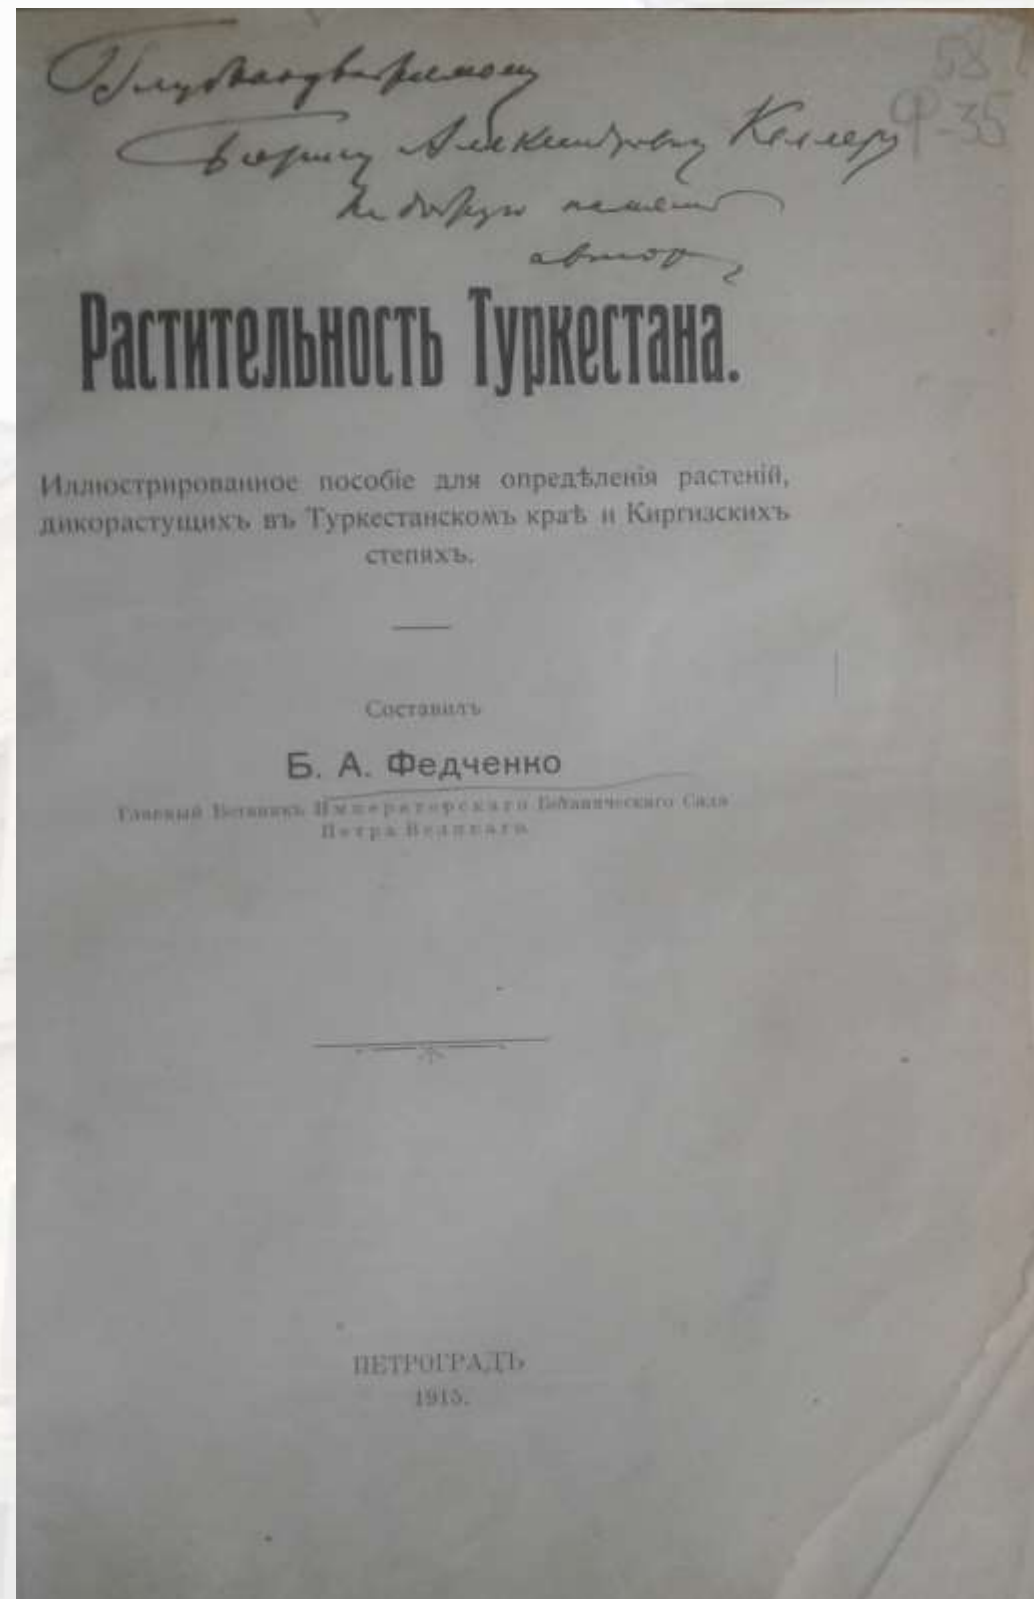 Глубокоуважаемому
Борису Александровичу Келлеру
на добрую память
автор
58
Ф-35
Растительность Туркестана.
Иллюстрированное пособіе для опредѣленія растеній,
дикорастущихъ въ Туркестанскомъ краѣ и Киргизскихъ
степяхъ.
Составилъ
Б. А. Федченко
Главный Ботаникъ Императорскаго Ботаническаго Сада
Петра Великаго.
ПЕТРОГРАДЪ
1915.